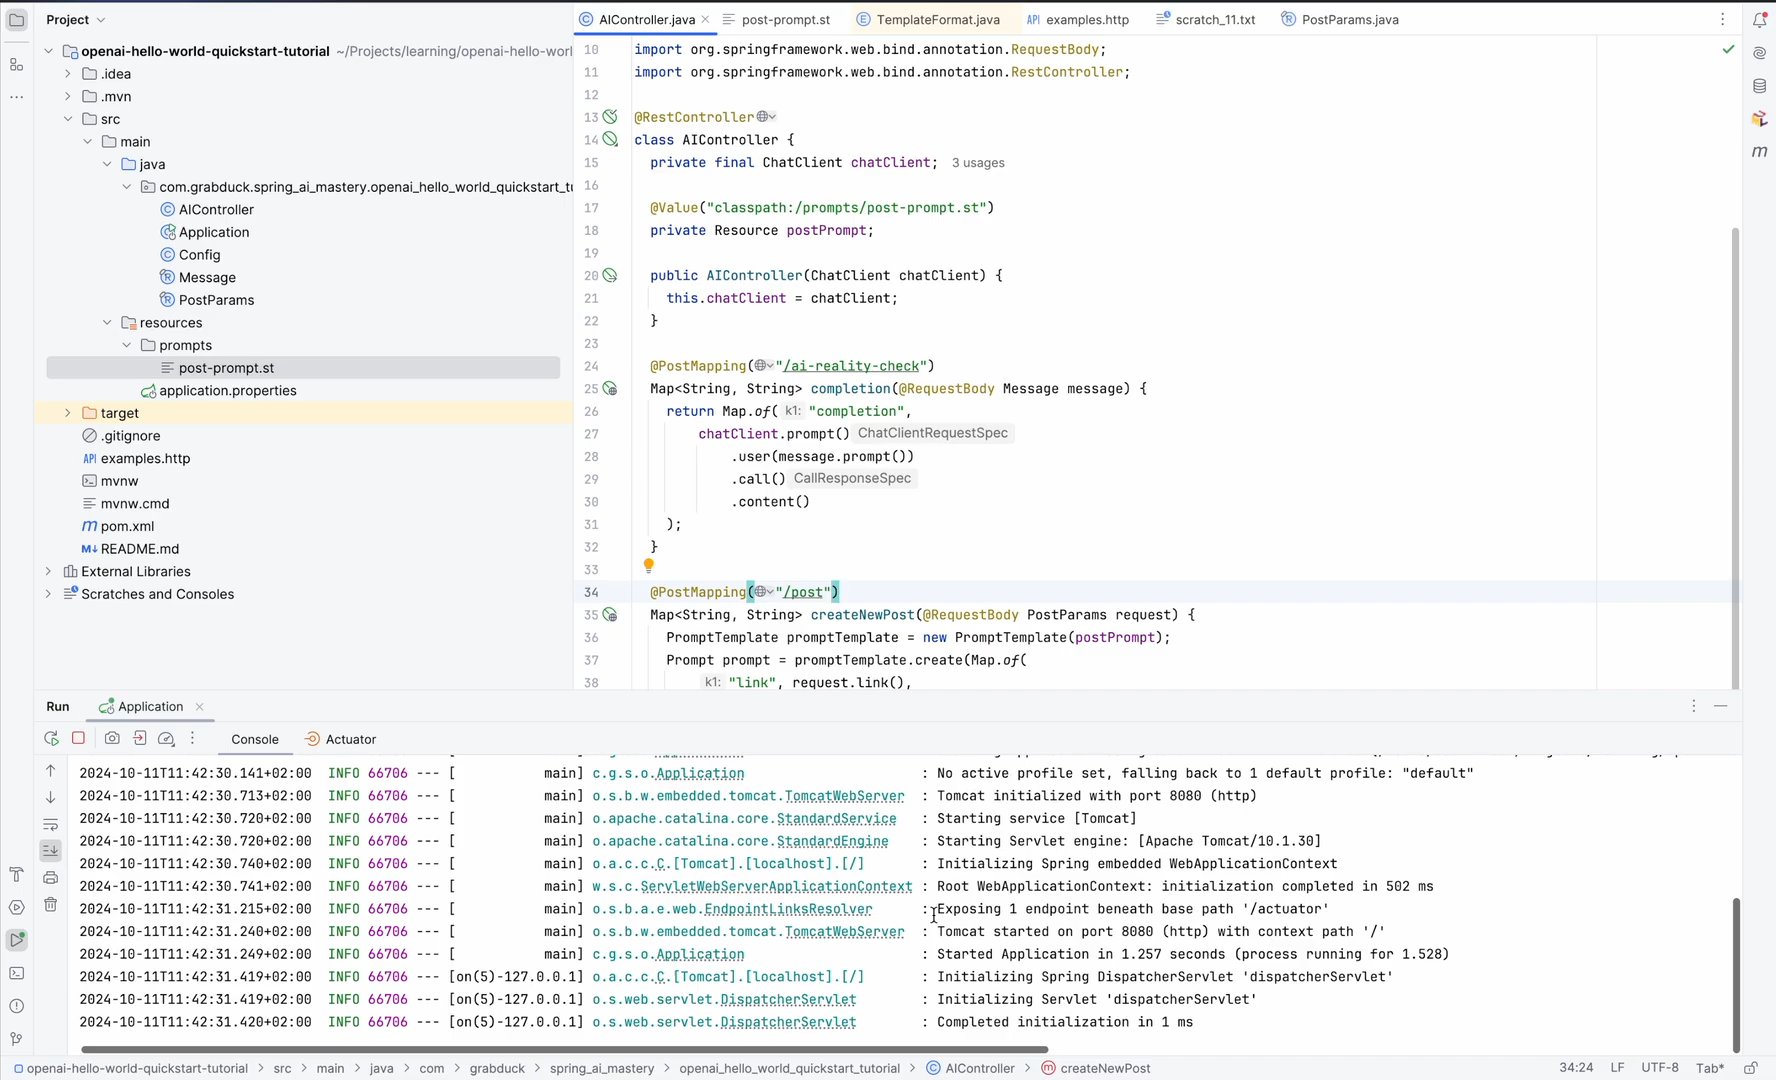 Project
AIController.java
post-prompt.st
TemplateFormat.java
API examples.http
scratch_11.txt
PostParams.java
openai-hello-world-quickstart-tutorial ~/Projects/learning/openai-hello-worl
.idea
.mvn
src
main
java
com.grabduck.spring_ai_mastery.openai_hello_world_quickstart_tu
AIController
Application
Config
Message
PostParams
resources
prompts
post-prompt.st
application.properties
target
.gitignore
API examples.http
mvnw
mvnw.cmd
m pom.xml
M↓ README.md
External Libraries
Scratches and Consoles
10 import org.springframework.web.bind.annotation.RequestBody;
11 import org.springframework.web.bind.annotation.RestController;
12
13 @RestController
14 class AIController {
15 private final ChatClient chatClient; 3 usages
16
17 @Value("classpath:/prompts/post-prompt.st")
18 private Resource postPrompt;
19
20 public AIController(ChatClient chatClient) {
21 this.chatClient = chatClient;
22 }
23
24 @PostMapping("/ai-reality-check")
25 Map<String, String> completion(@RequestBody Message message) {
26 return Map.of( k1: "completion",
27 chatClient.prompt() ChatClientRequestSpec
28 .user(message.prompt())
29 .call() CallResponseSpec
30 .content()
31 );
32 }
33
34 @PostMapping("/post")
35 Map<String, String> createNewPost(@RequestBody PostParams request) {
36 PromptTemplate promptTemplate = new PromptTemplate(postPrompt);
37 Prompt prompt = promptTemplate.create(Map.of(
38 k1: "link", request.link(),
m
Run
Application
Console
Actuator
2024-10-11T11:42:30.141+02:00 INFO 66706 --- [ main] c.g.s.o.Application : No active profile set, falling back to 1 default profile: "default"
2024-10-11T11:42:30.713+02:00 INFO 66706 --- [ main] o.s.b.w.embedded.tomcat.TomcatWebServer : Tomcat initialized with port 8080 (http)
2024-10-11T11:42:30.720+02:00 INFO 66706 --- [ main] o.apache.catalina.core.StandardService : Starting service [Tomcat]
2024-10-11T11:42:30.720+02:00 INFO 66706 --- [ main] o.apache.catalina.core.StandardEngine : Starting Servlet engine: [Apache Tomcat/10.1.30]
2024-10-11T11:42:30.740+02:00 INFO 66706 --- [ main] o.a.c.c.C.[Tomcat].[localhost].[/] : Initializing Spring embedded WebApplicationContext
2024-10-11T11:42:30.741+02:00 INFO 66706 --- [ main] w.s.c.ServletWebServerApplicationContext : Root WebApplicationContext: initialization completed in 502 ms
2024-10-11T11:42:31.215+02:00 INFO 66706 --- [ main] o.s.b.a.e.web.EndpointLinksResolver : Exposing 1 endpoint beneath base path '/actuator'
2024-10-11T11:42:31.240+02:00 INFO 66706 --- [ main] o.s.b.w.embedded.tomcat.TomcatWebServer : Tomcat started on port 8080 (http) with context path '/'
2024-10-11T11:42:31.249+02:00 INFO 66706 --- [ main] c.g.s.o.Application : Started Application in 1.257 seconds (process running for 1.528)
2024-10-11T11:42:31.419+02:00 INFO 66706 --- [on(5)-127.0.0.1] o.a.c.c.C.[Tomcat].[localhost].[/] : Initializing Spring DispatcherServlet 'dispatcherServlet'
2024-10-11T11:42:31.419+02:00 INFO 66706 --- [on(5)-127.0.0.1] o.s.web.servlet.DispatcherServlet : Initializing Servlet 'dispatcherServlet'
2024-10-11T11:42:31.420+02:00 INFO 66706 --- [on(5)-127.0.0.1] o.s.web.servlet.DispatcherServlet : Completed initialization in 1 ms
openai-hello-world-quickstart-tutorial > src > main > java > com > grabduck > spring_ai_mastery > openai_hello_world_quickstart_tutorial > AIController > createNewPost 34:24 LF UTF-8 Tab*